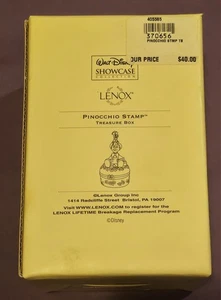 409365
370656
PINOCCHIO STAMP TB
OUR PRICE $40.00
WALT DISNEY
SHOWCASE
COLLECTION
LENOX®
PINOCCHIO STAMP™
TREASURE BOX
©Lenox Group Inc
1414 Radcliffe Street Bristol, PA 19007
Visit WWW.LENOX.COM to register for the
LENOX LIFETIME Breakage Replacement Program
©Disney